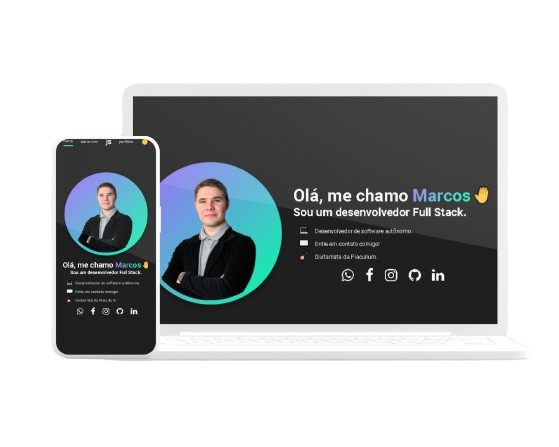 sobre mim JS portfólio
Olá, me chamo Marcos
Sou um desenvolvedor Full Stack.
Desenvolvedor de software autônomo.
Entre em contato comigo!
Guitarrista da Piaculum.
Olá, me chamo Marcos
Sou um desenvolvedor Full Stack.
Desenvolvedor de software autônomo.
Entre em contato comigo!
Guitarrista da Piaculum.